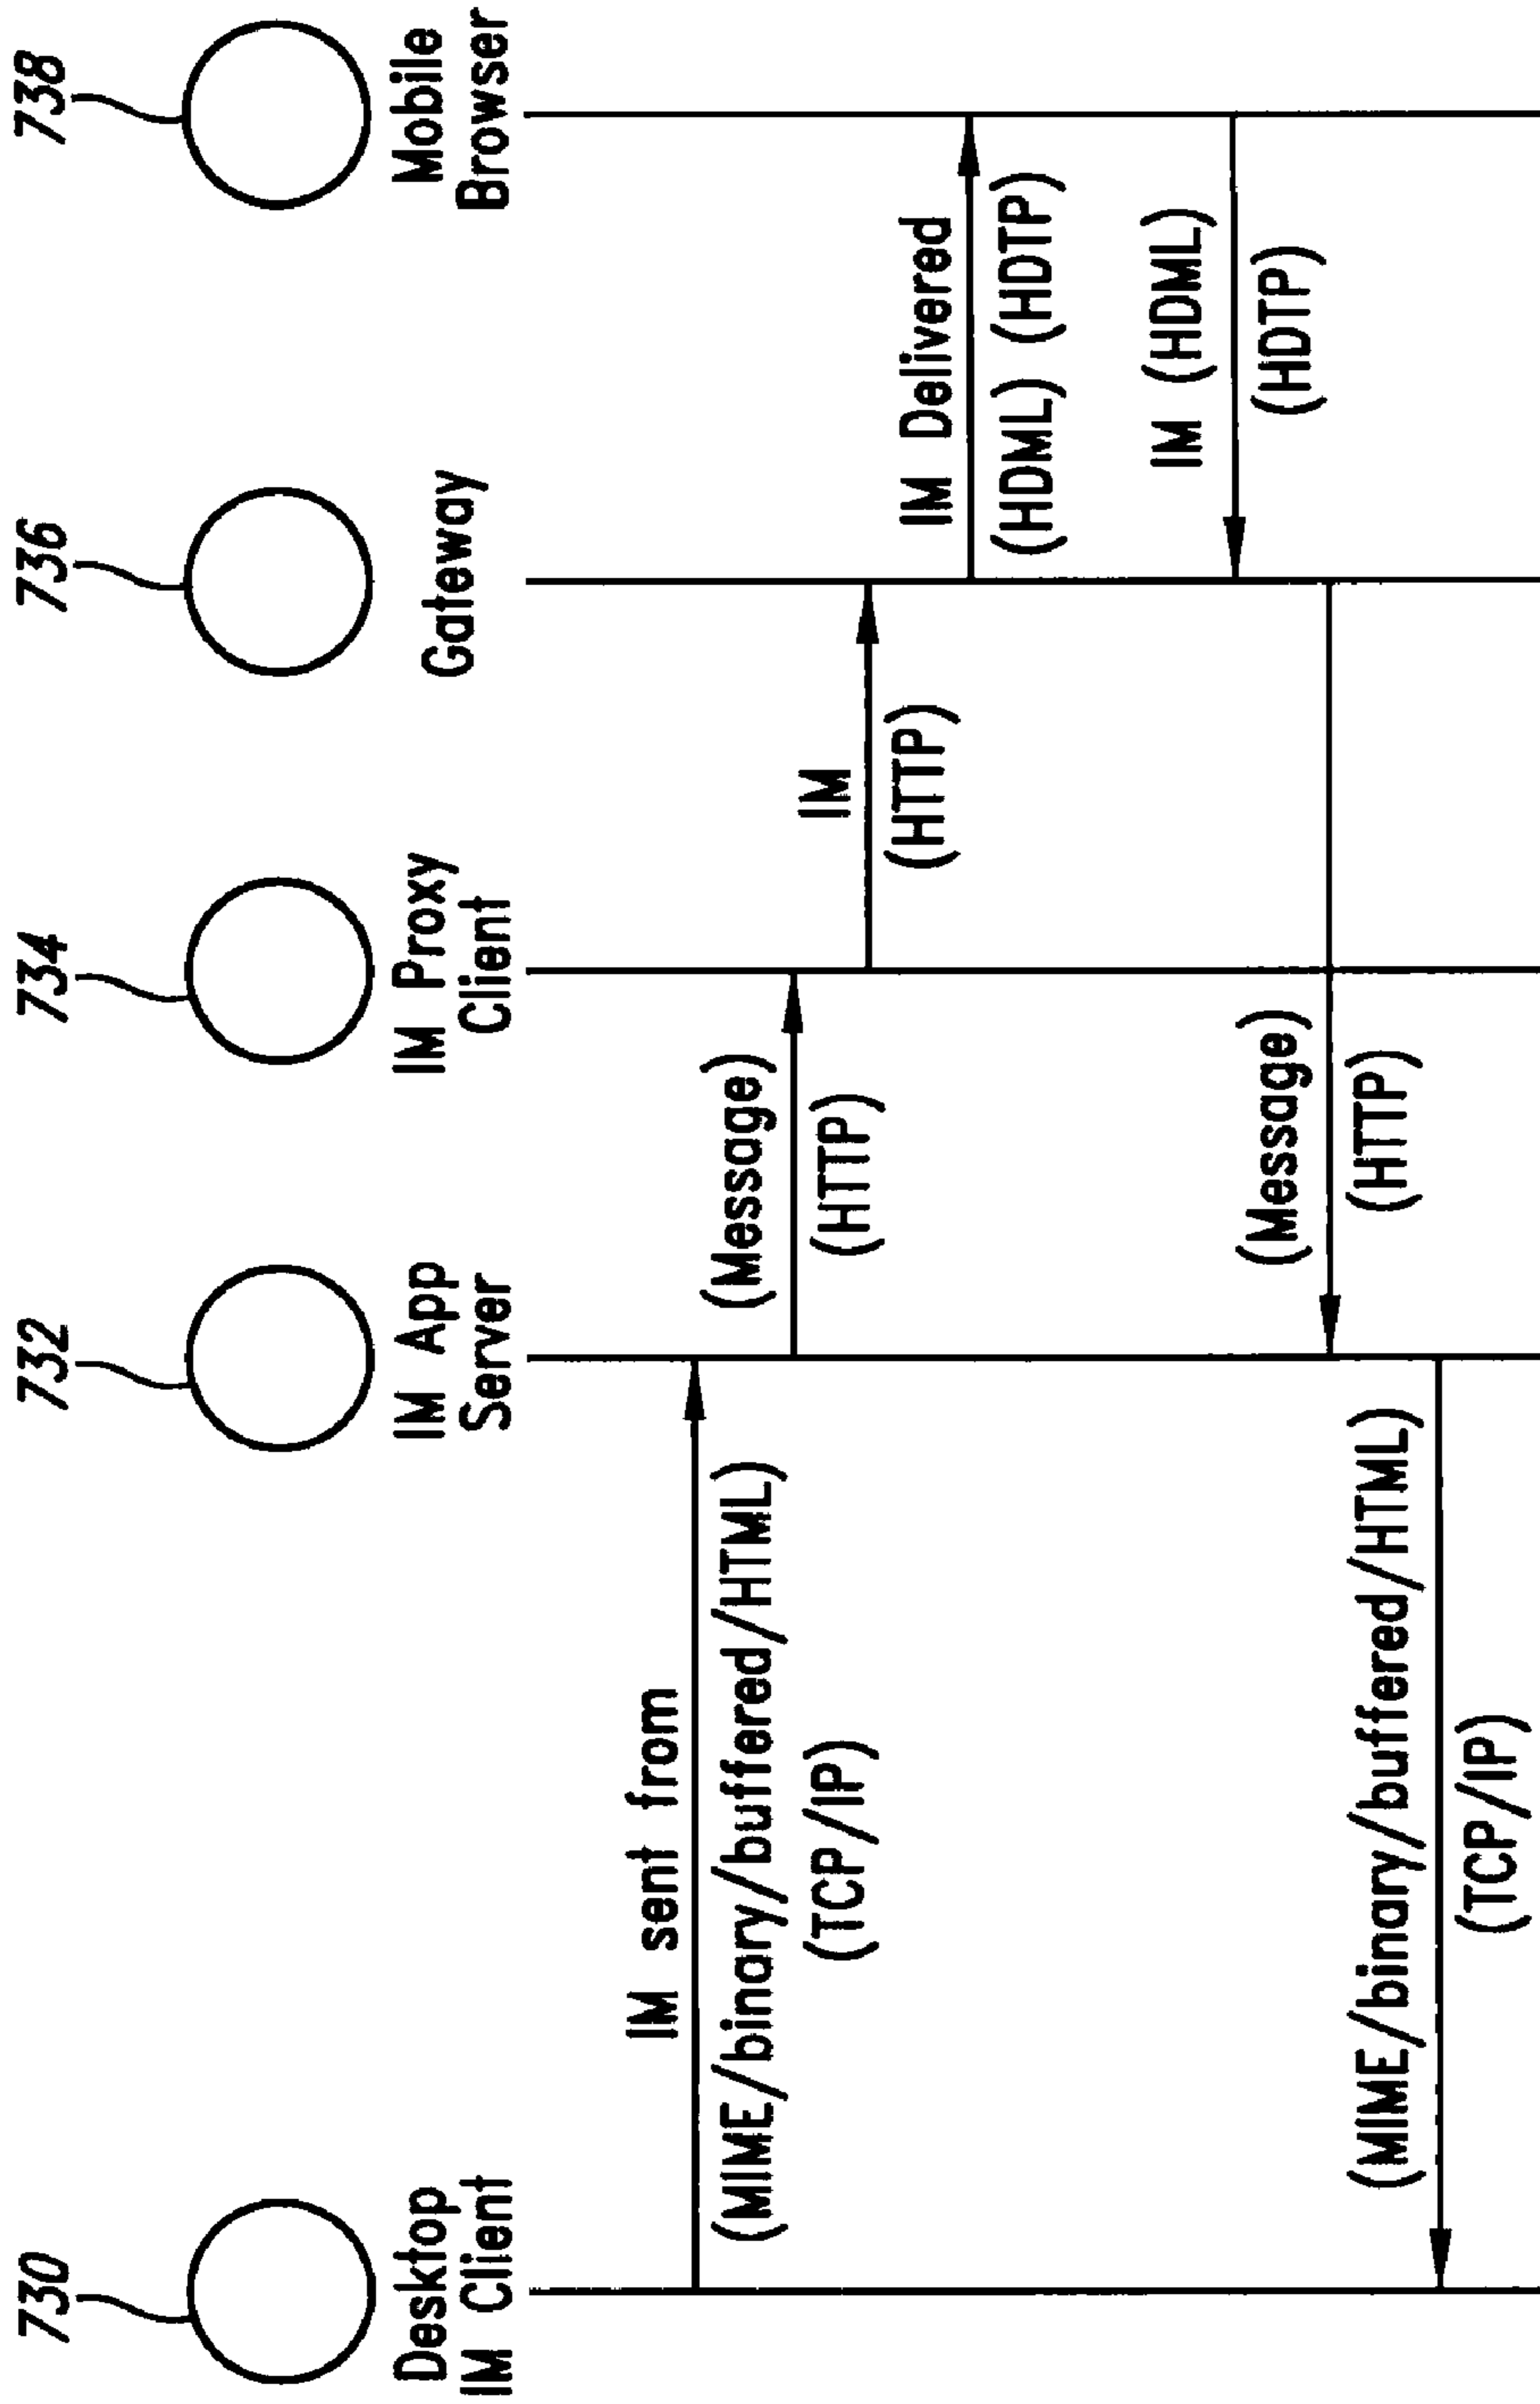 730
732
734
736
738
Desktop
IM Client
IM App
Server
IM Proxy
Client
Gateway
Mobile
Browser
IM sent from
(MIME/binary/buffered/HTML)
(TCP/IP)
(Message)
(HTTP)
IM
(HTTP)
IM Delivered
(HDML) (HDTP)
IM (HDML)
(HDTP)
(Message)
(HTTP)
(MIME/binary/buffered/HTML)
(TCP/IP)